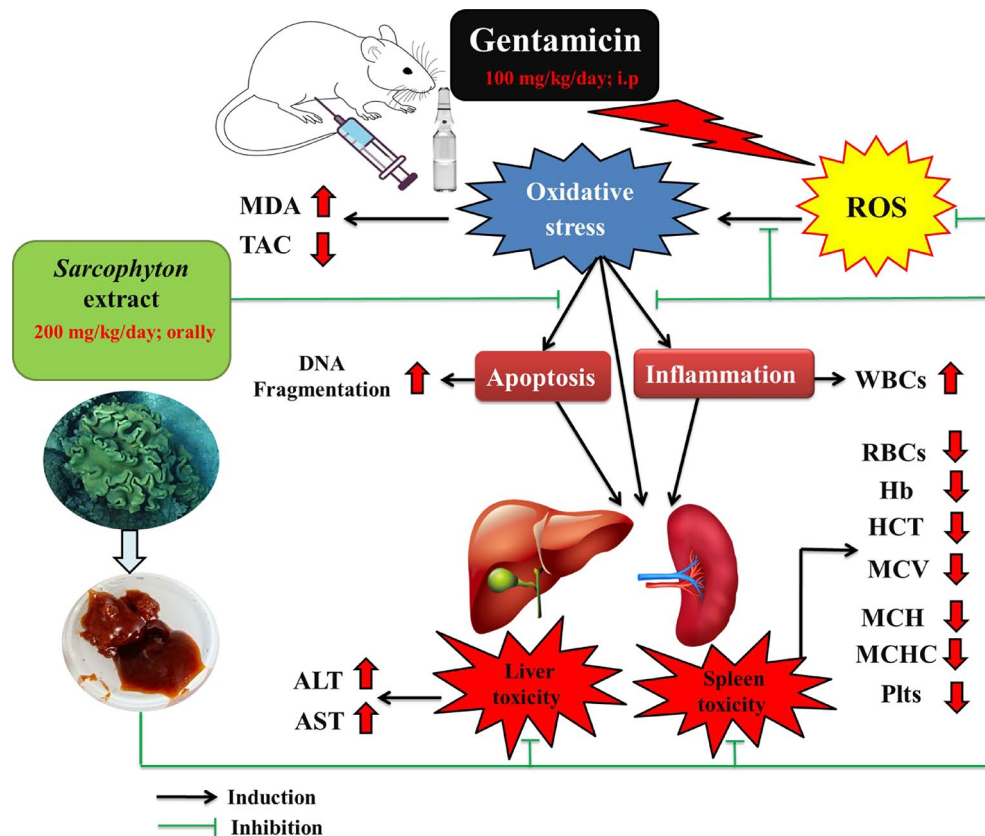 Gentamicin
100 mg/kg/day; i.p
MDA
TAC
Oxidative
stress
ROS
Sarcophyton
extract
200 mg/kg/day; orally
DNA
Fragmentation
Apoptosis
Inflammation
WBCs
RBCs
Hb
HCT
MCV
MCH
MCHC
Plts
ALT
AST
Liver
toxicity
Spleen
toxicity
Induction
Inhibition